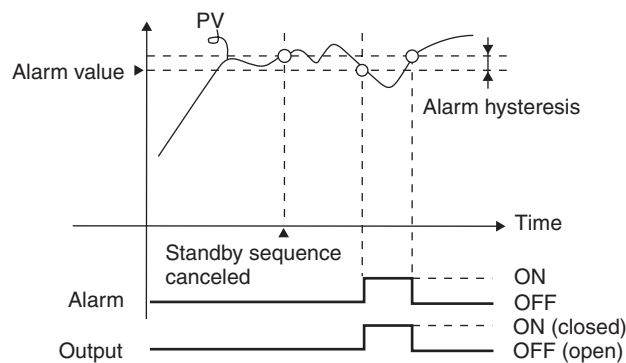 PV
Alarm value
Alarm hysteresis
Time
Standby sequence
canceled
ON
Alarm
OFF
ON (closed)
Output
OFF (open)